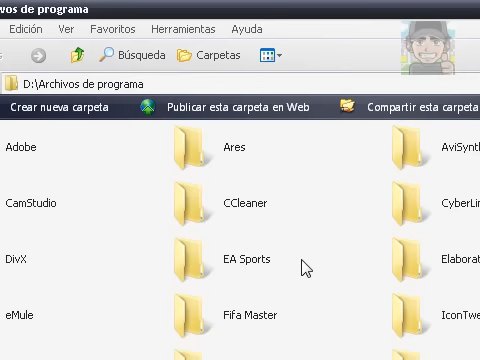 vos de programa
Edición Ver Favoritos Herramientas Ayuda
Búsqueda Carpetas
D:\Archivos de programa
Crear nueva carpeta Publicar esta carpeta en Web Compartir esta carpeta
Adobe Ares AviSynth
CamStudio CCleaner CyberLin
DivX EA Sports Elaborat
eMule Fifa Master IconTwe